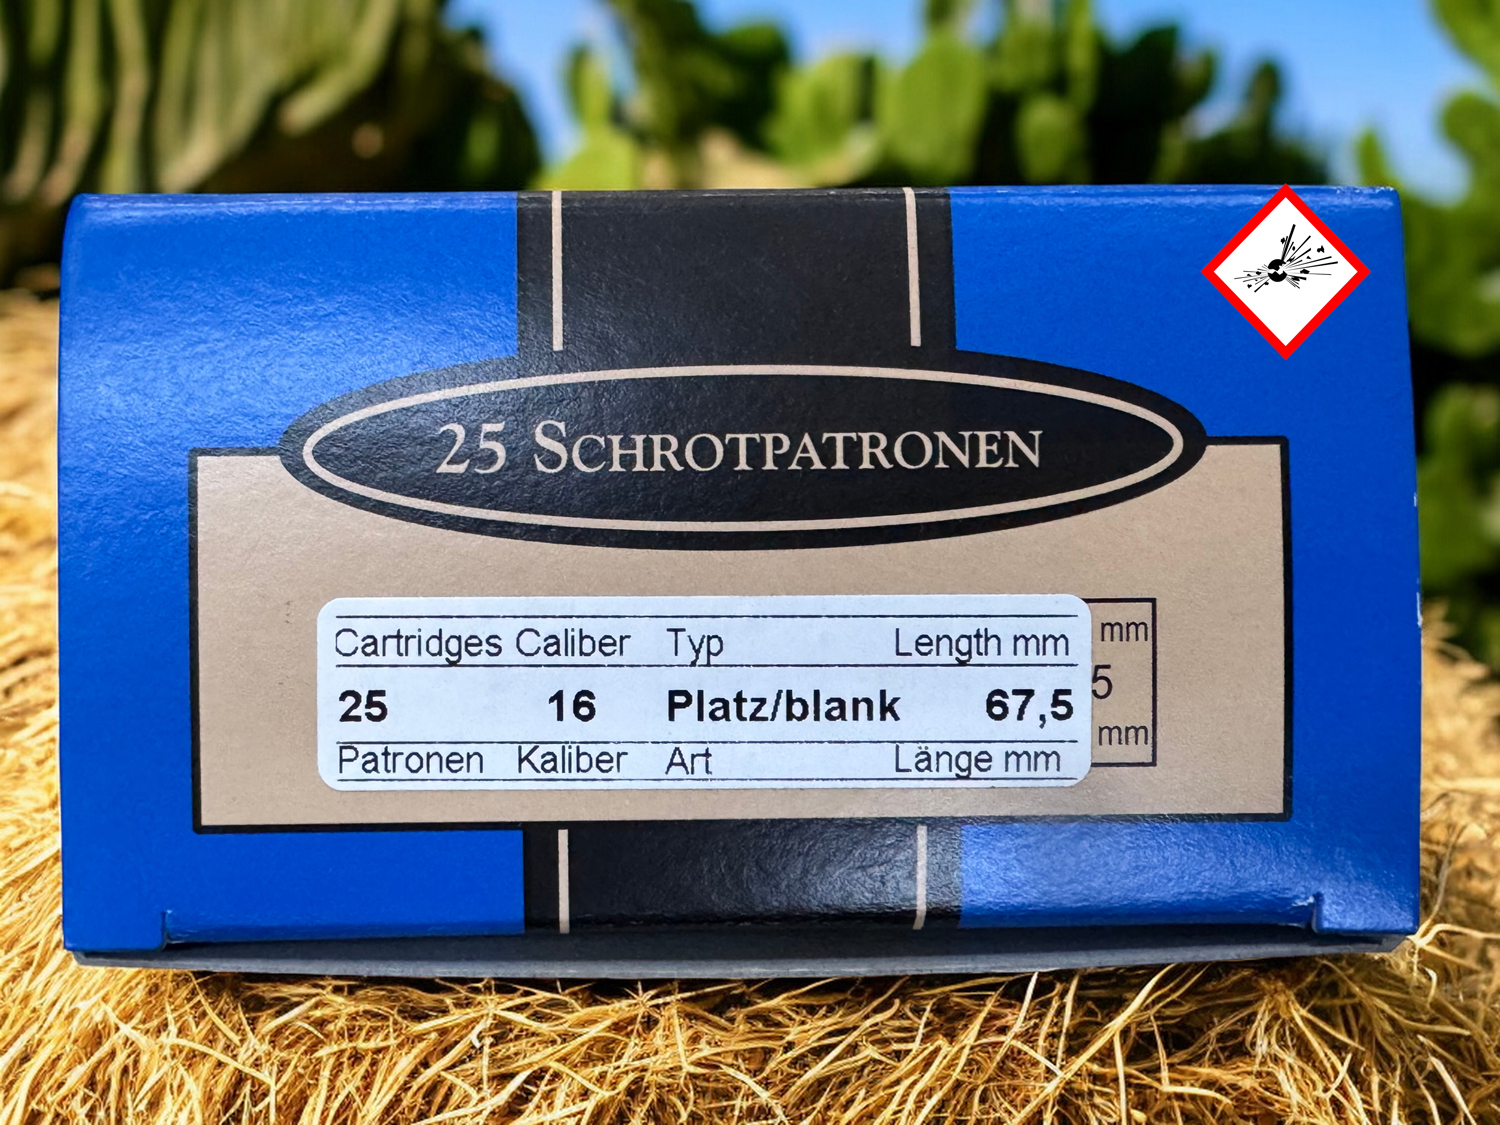 25 SCHROTPATRONEN
Cartridges Caliber Typ Length mm
mm
25 16 Platz/blank 67,5
5
Patronen Kaliber Art Länge mm
mm